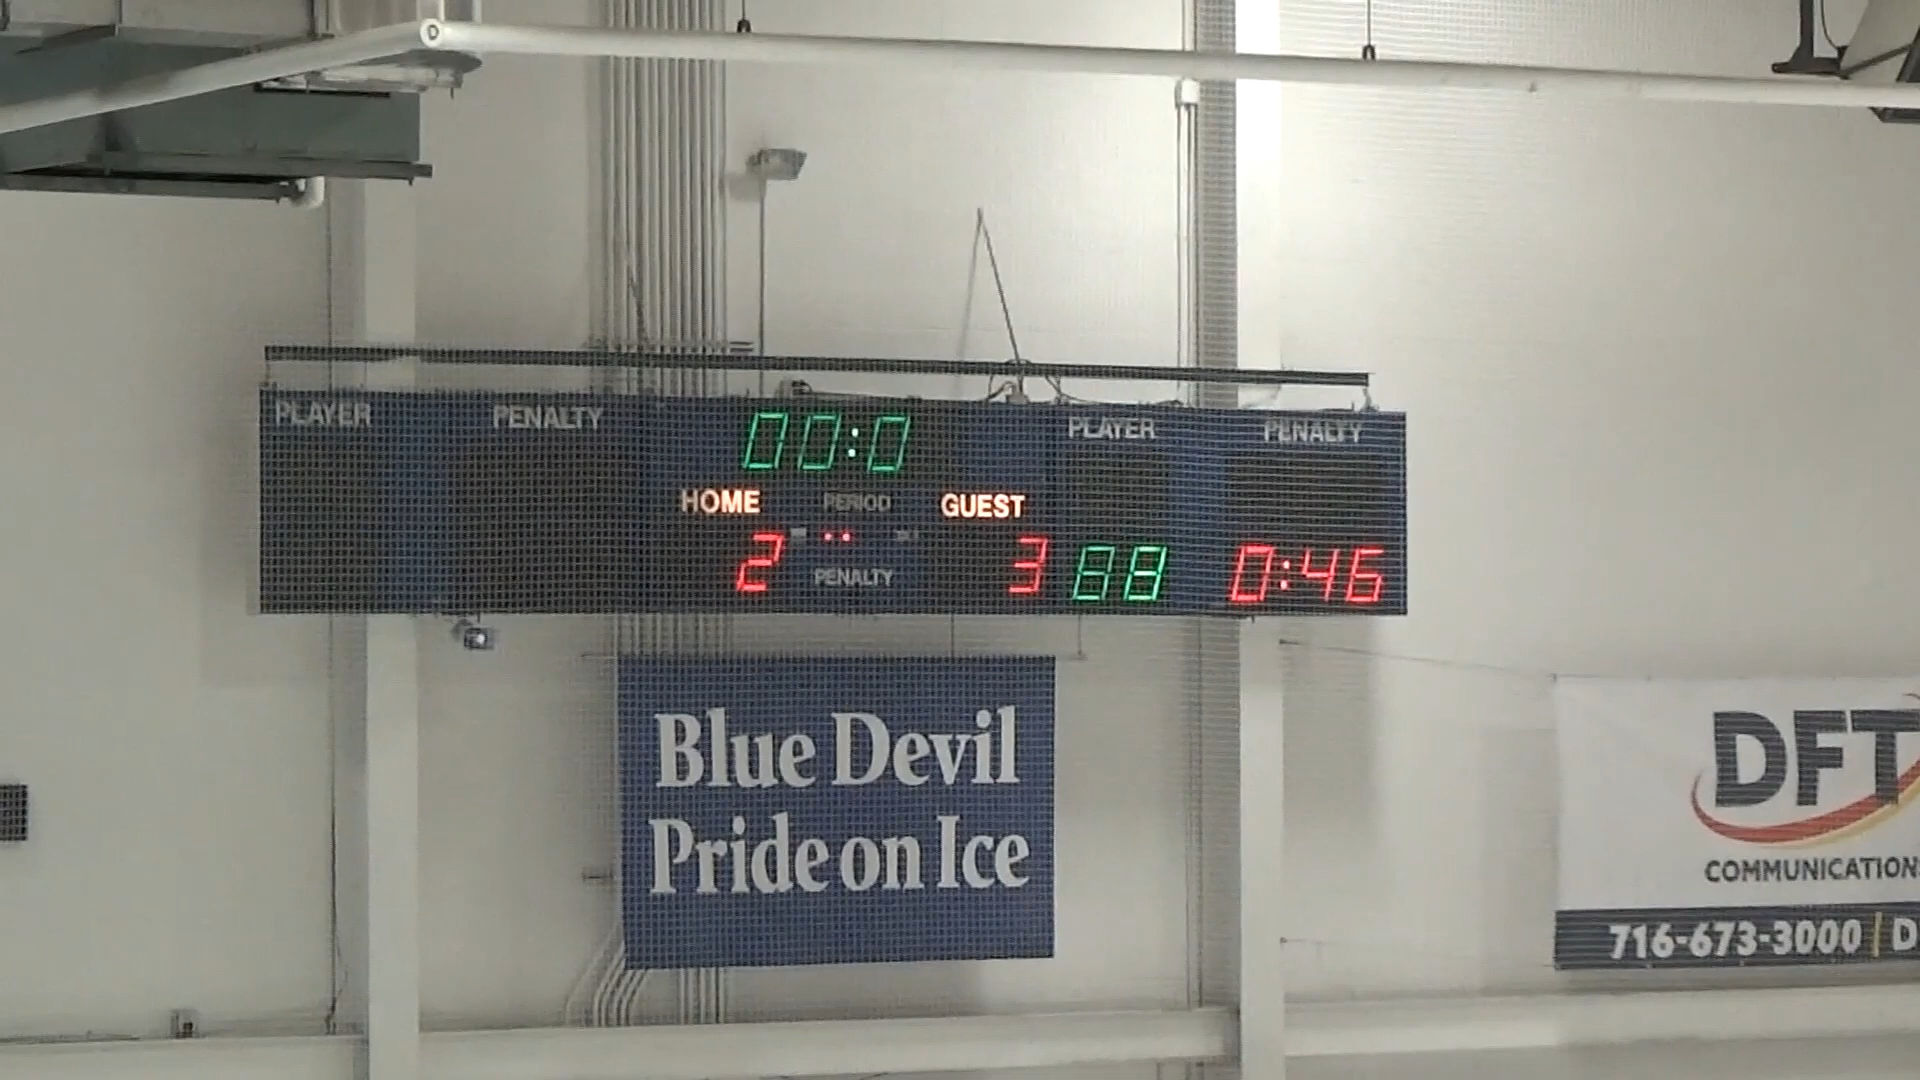 PLAYER PENALTY 00:0 PLAYER PENALTY
HOME PERIOD GUEST
2 PENALTY 3 88 0:46
Blue Devil
Pride on Ice
DFT
COMMUNICATIONS
716-673-3000 | D